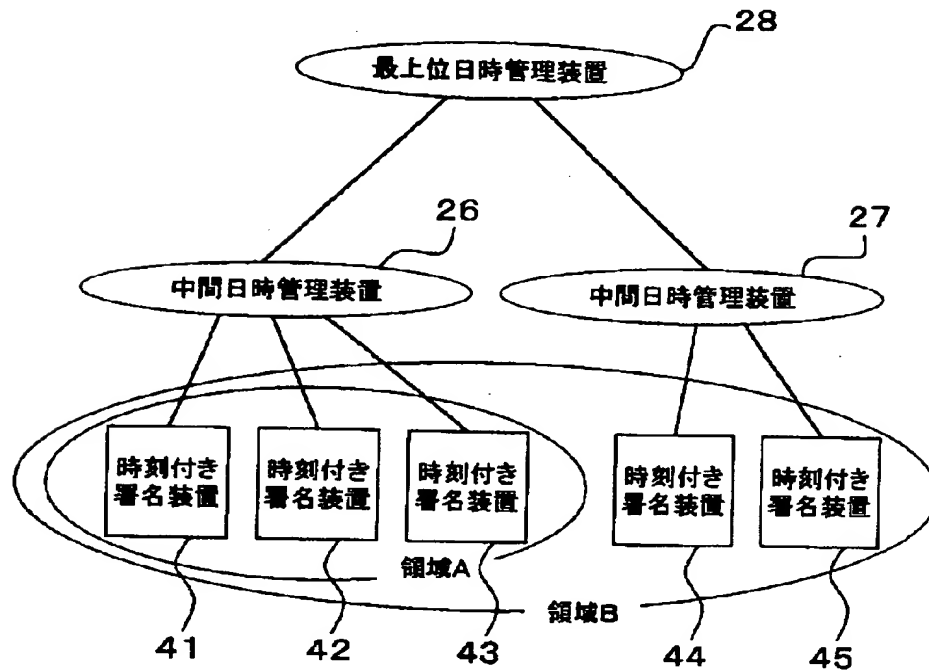 28
最上位日時管理装置
26
27
中間日時管理装置
中間日時管理装置
時刻付き
署名装置
時刻付き
署名装置
時刻付き
署名装置
時刻付き
署名装置
時刻付き
署名装置
領域A
領域B
41
42
43
44
45